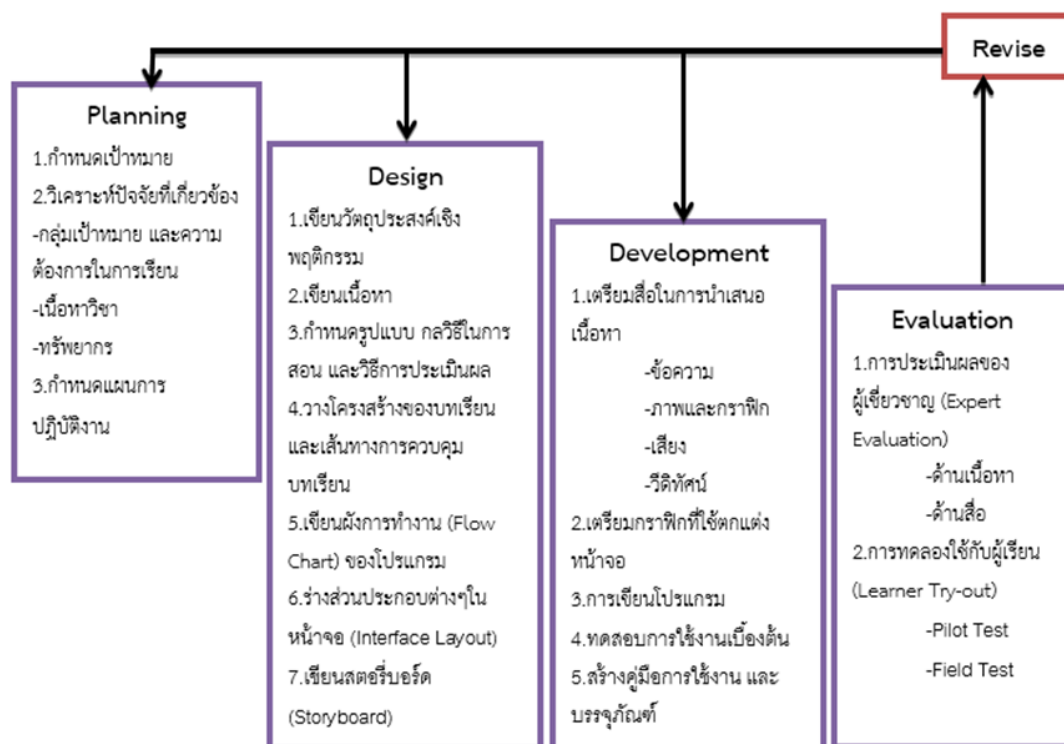 Revise
Planning
1.กำหนดเป้าหมาย
2.วิเคราะห์ปัจจัยที่เกี่ยวข้อง
-กลุ่มเป้าหมาย และความ
ต้องการในการเรียน
-เนื้อหาวิชา
-ทรัพยากร
3.กำหนดแผนการ
ปฏิบัติงาน
Design
1.เขียนวัตถุประสงค์เชิง
พฤติกรรม
2.เขียนเนื้อหา
3.กำหนดรูปแบบ กลวิธีในการ
สอน และวิธีการประเมินผล
4.วางโครงสร้างของบทเรียน
และเส้นทางการควบคุม
บทเรียน
5.เขียนผังการทำงาน (Flow
Chart) ของโปรแกรม
6.ร่างส่วนประกอบต่างๆใน
หน้าจอ (Interface Layout)
7.เขียนสตอรี่บอร์ด
(Storyboard)
Development
1.เตรียมสื่อในการนำเสนอ
เนื้อหา
-ข้อความ
-ภาพและกราฟิก
-เสียง
-วีดิทัศน์
2.เตรียมกราฟิกที่ใช้ตกแต่ง
หน้าจอ
3.การเขียนโปรแกรม
4.ทดสอบการใช้งานเบื้องต้น
5.สร้างคู่มือการใช้งาน และ
บรรจุภัณฑ์
Evaluation
1.การประเมินผลของ
ผู้เชี่ยวชาญ (Expert
Evaluation)
-ด้านเนื้อหา
-ด้านสื่อ
2.การทดลองใช้กับผู้เรียน
(Learner Try-out)
-Pilot Test
-Field Test